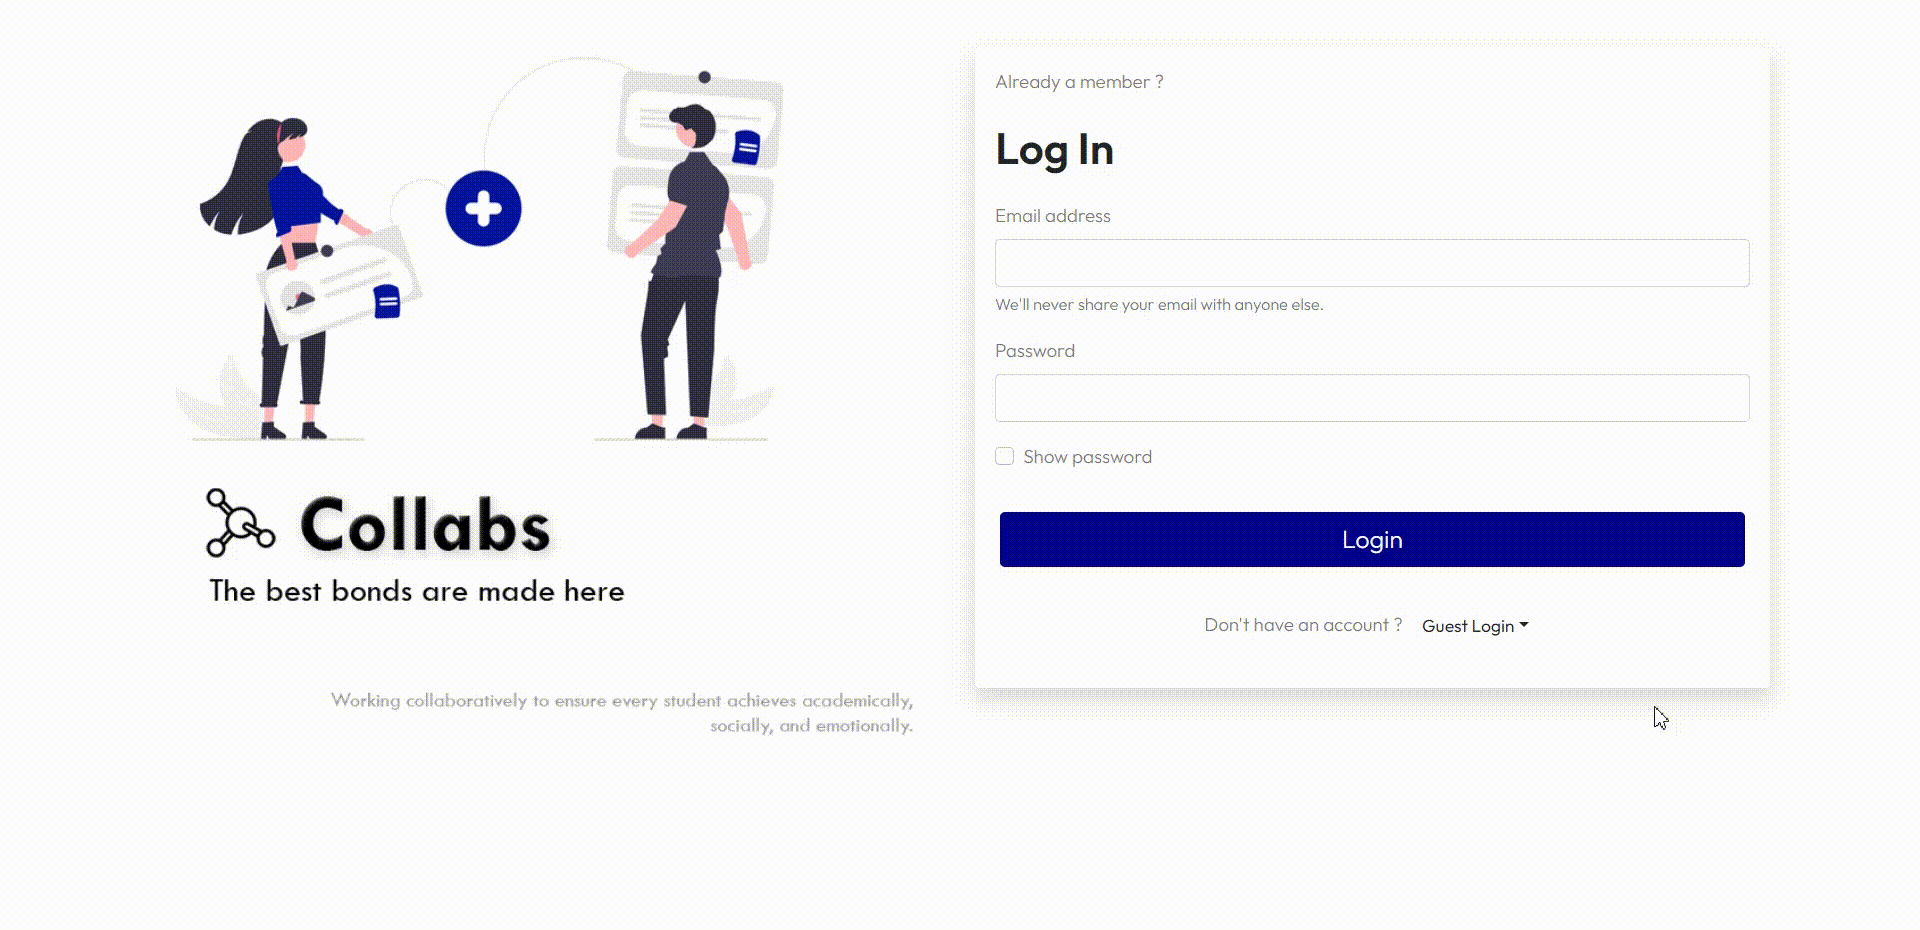 Collabs
The best bonds are made here
Working collaboratively to ensure every student achieves academically,
socially, and emotionally.
Already a member ?
Log In
Email address
We'll never share your email with anyone else.
Password
Show password
Login
Don't have an account ? Guest Login